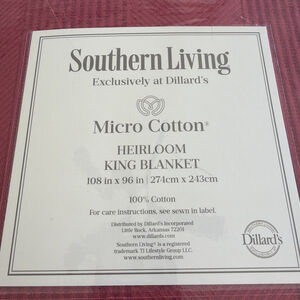 Southern Living
Exclusively at Dillard's
Micro Cotton®
HEIRLOOM
KING BLANKET
108 in x 96 in | 274cm x 243cm
100% Cotton
For care instructions, see sewn in label.
Distributed by Dillard's Incorporated
Little Rock, Arkansas 72201
www.dillards.com
Southern Living® is a registered
trademark TI Lifestyle Group LLC.
www.southernliving.com
Dillard's